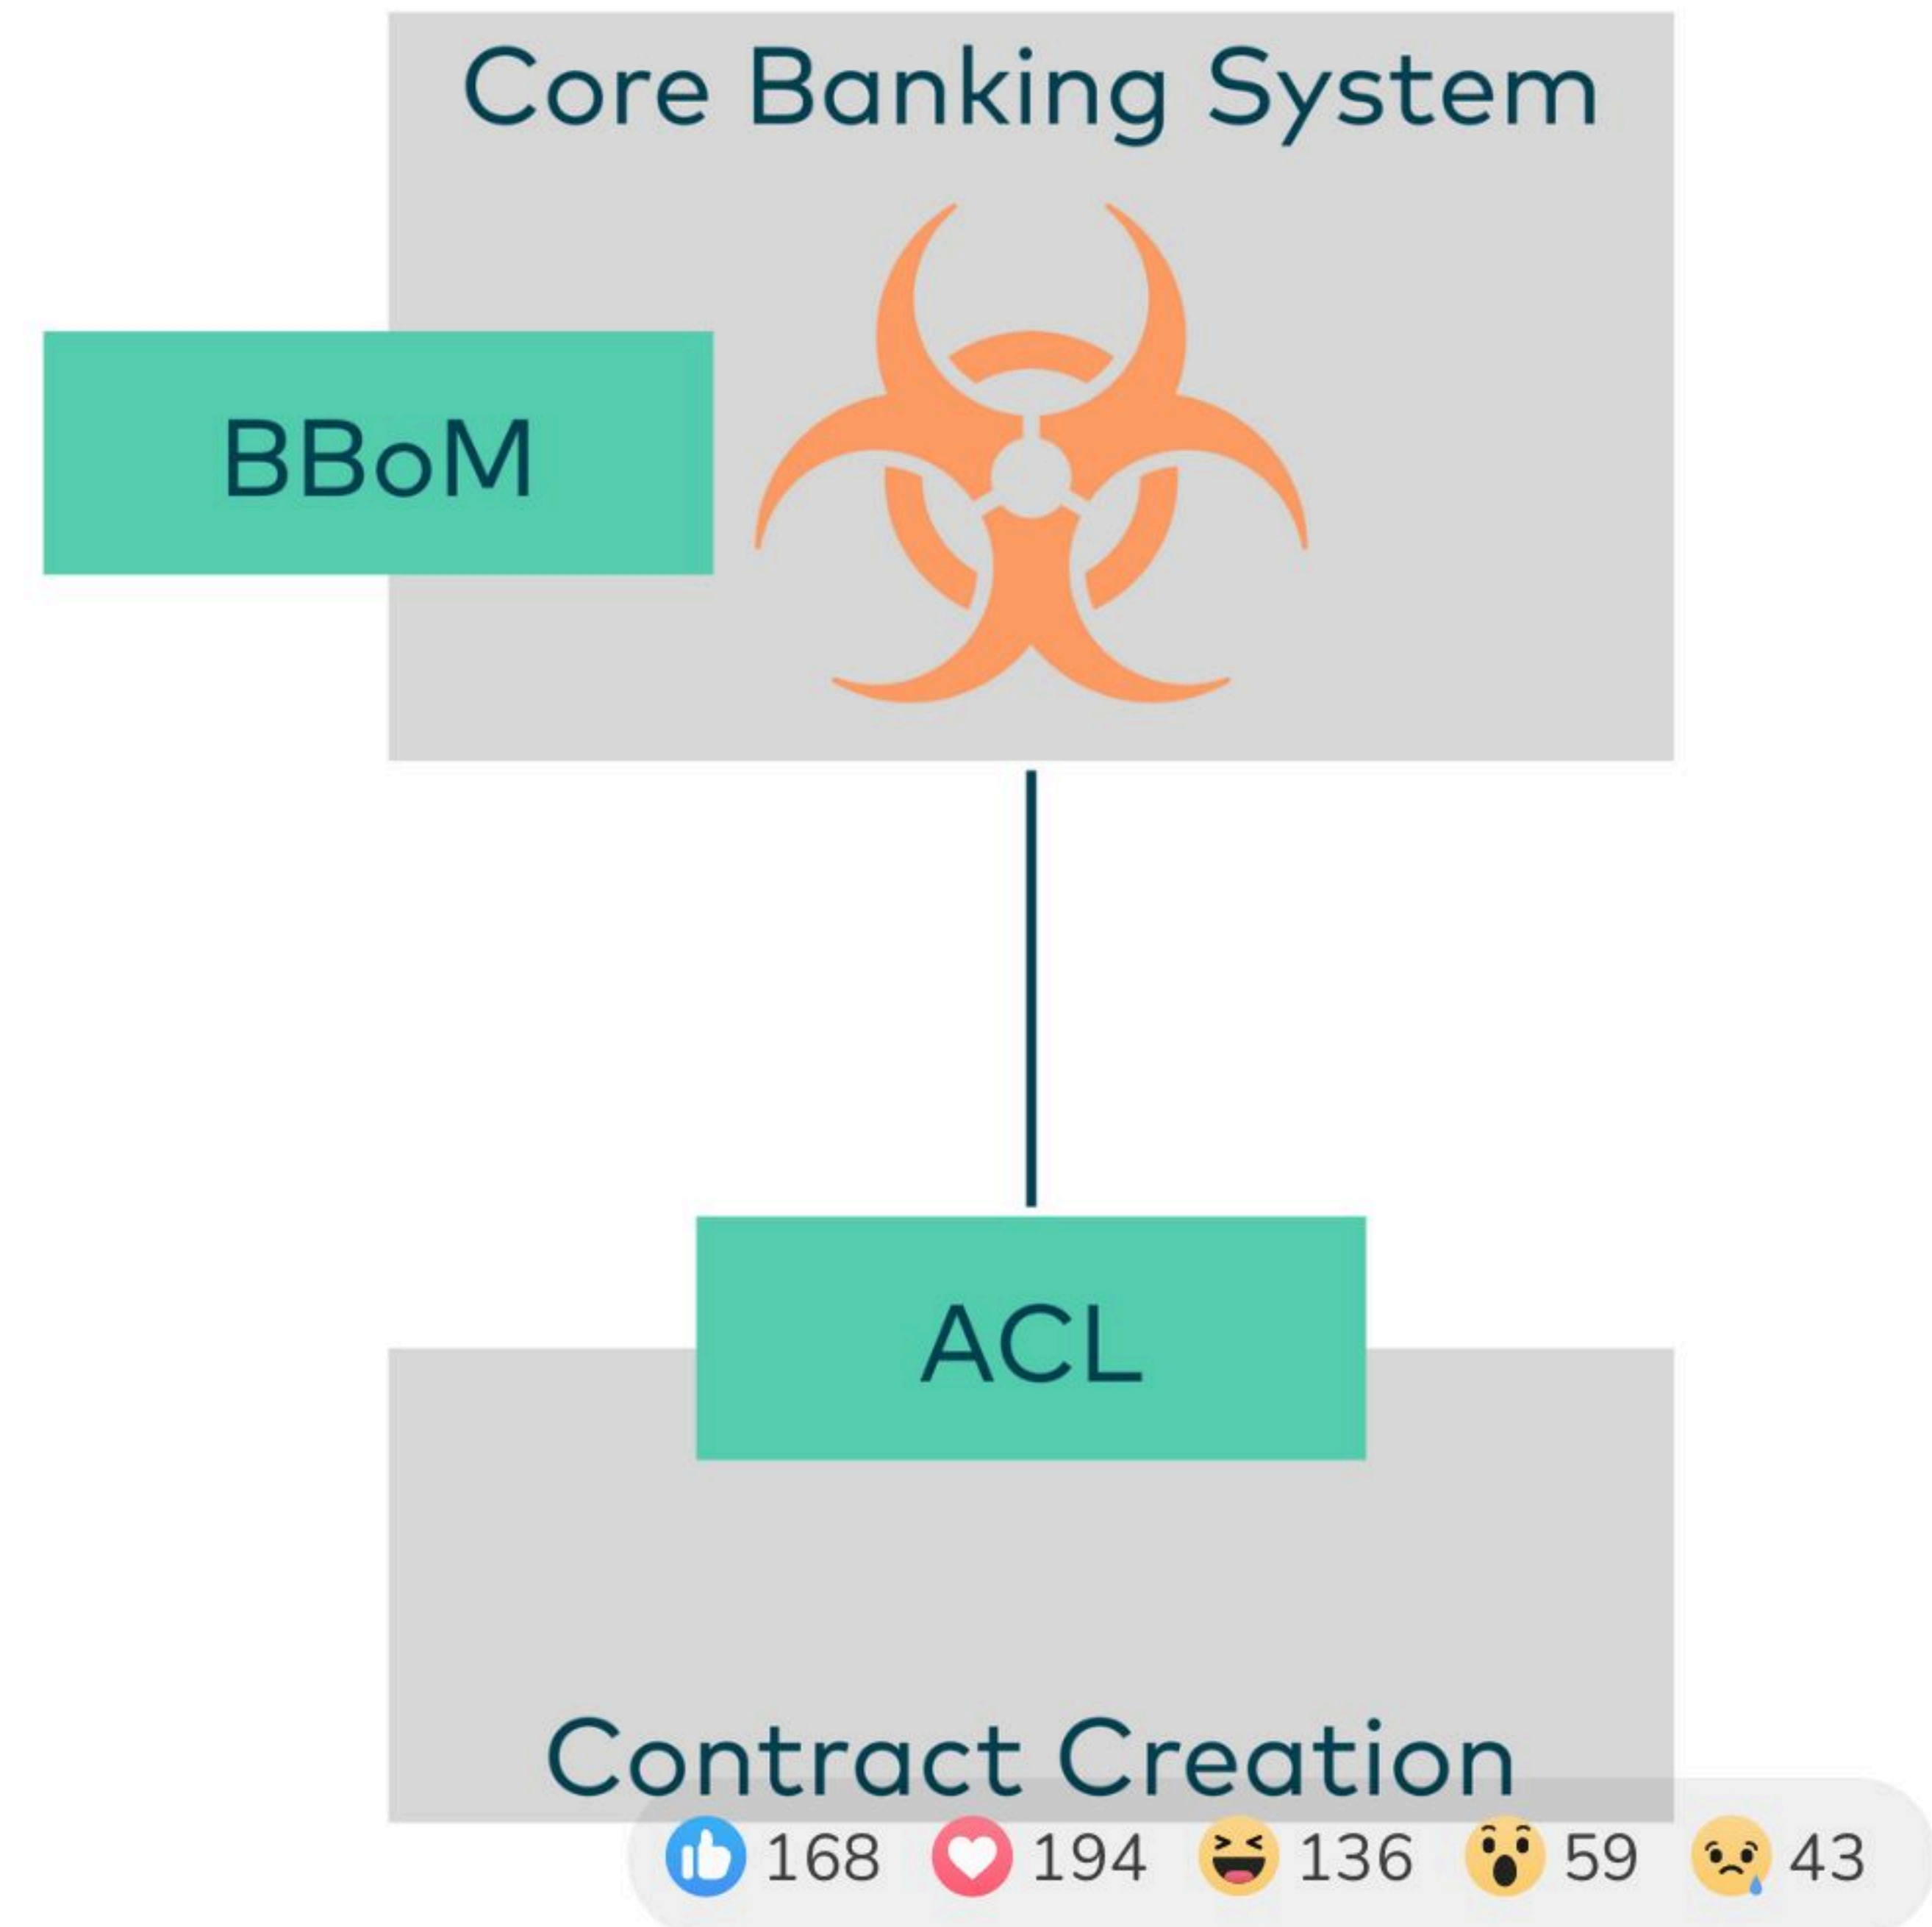 Core Banking System
BBoM
ACL
Contract Creation
168 194 136 59 43